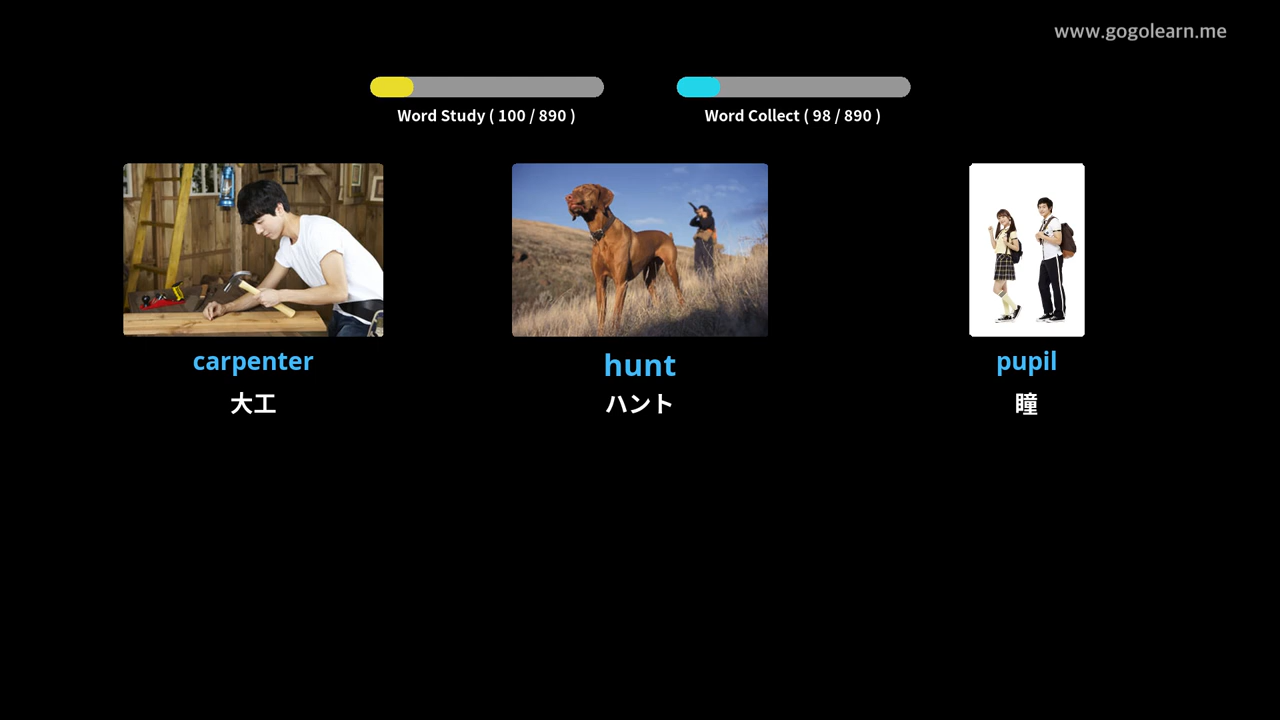 www.gogolearn.me
Word Study ( 100 / 890 )
Word Collect ( 98 / 890 )
carpenter
大工
hunt
ハント
pupil
瞳